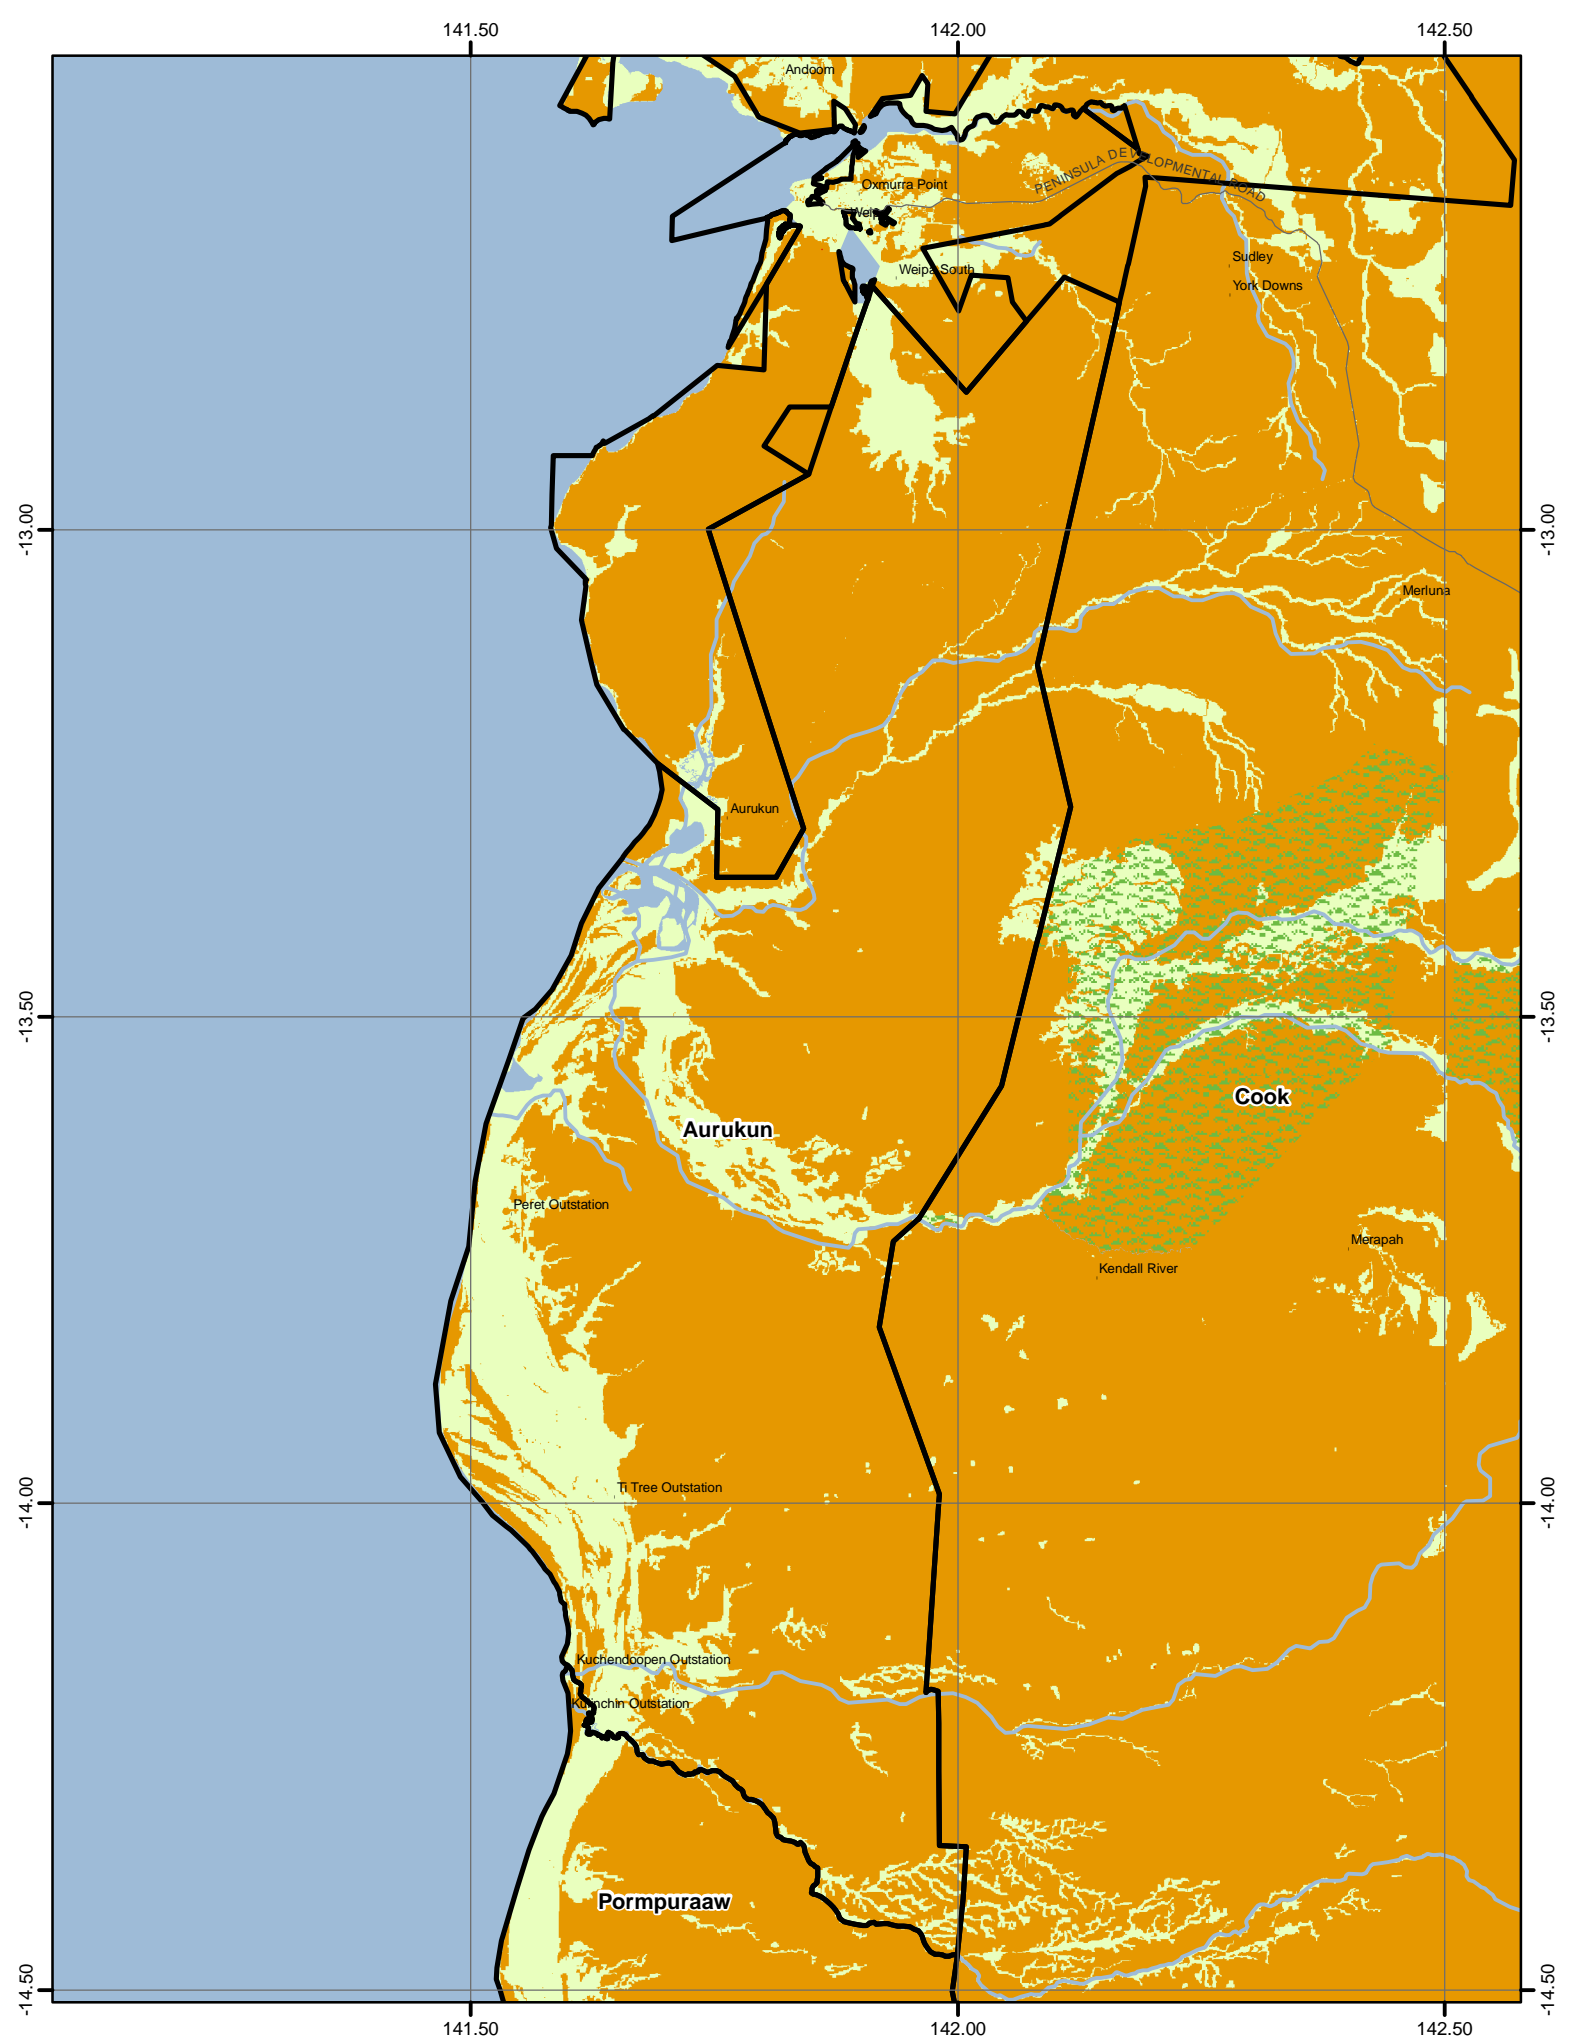 141.50
142.00
142.50
Andoom
PENINSULA DEVELOPMENTAL ROAD
Oxmurra Point
Weipa
Sudley
Weipa South
York Downs
-13.00
-13.00
Merluna
Aurukun
-13.50
-13.50
Cook
Aurukun
Peret Outstation
Merapah
Kendall River
Ti Tree Outstation
-14.00
-14.00
Kuchendoopen Outstation
Kulinchin Outstation
Pormpuraaw
-14.50
-14.50
141.50
142.00
142.50